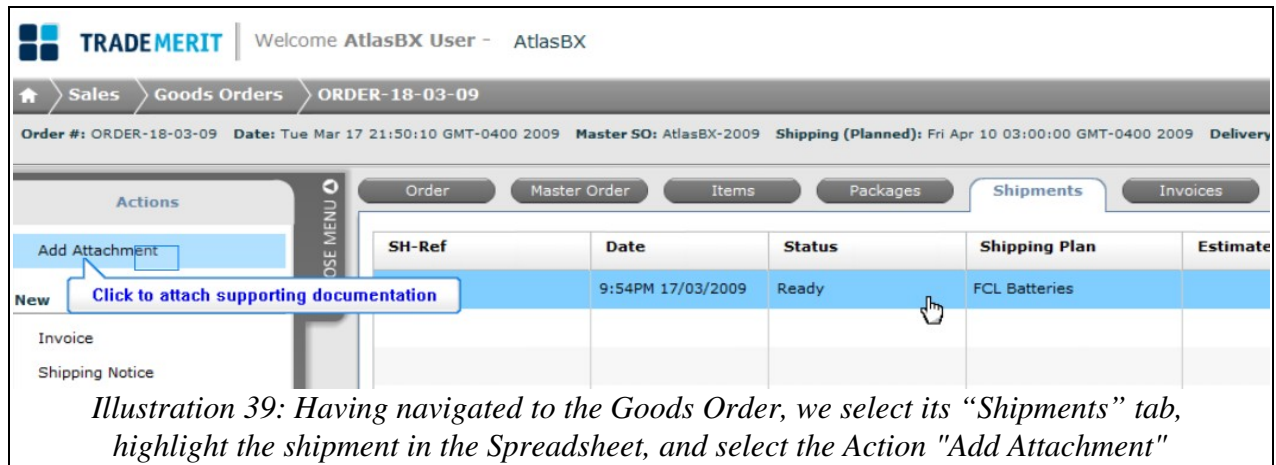 TRADEMERIT Welcome AtlasBX User - AtlasBX
Sales Goods Orders ORDER-18-03-09
Order #: ORDER-18-03-09 Date: Tue Mar 17 21:50:10 GMT-0400 2009 Master SO: AtlasBX-2009 Shipping (Planned): Fri Apr 10 03:00:00 GMT-0400 2009 Delivery
Actions
OSE MENU
Order Master Order Items Packages Shipments Invoices
Add Attachment
SH-Ref Date Status Shipping Plan Estimate
Click to attach supporting documentation
9:54PM 17/03/2009 Ready FCL Batteries
New
Invoice
Shipping Notice
Illustration 39: Having navigated to the Goods Order, we select its “Shipments” tab,
highlight the shipment in the Spreadsheet, and select the Action "Add Attachment"